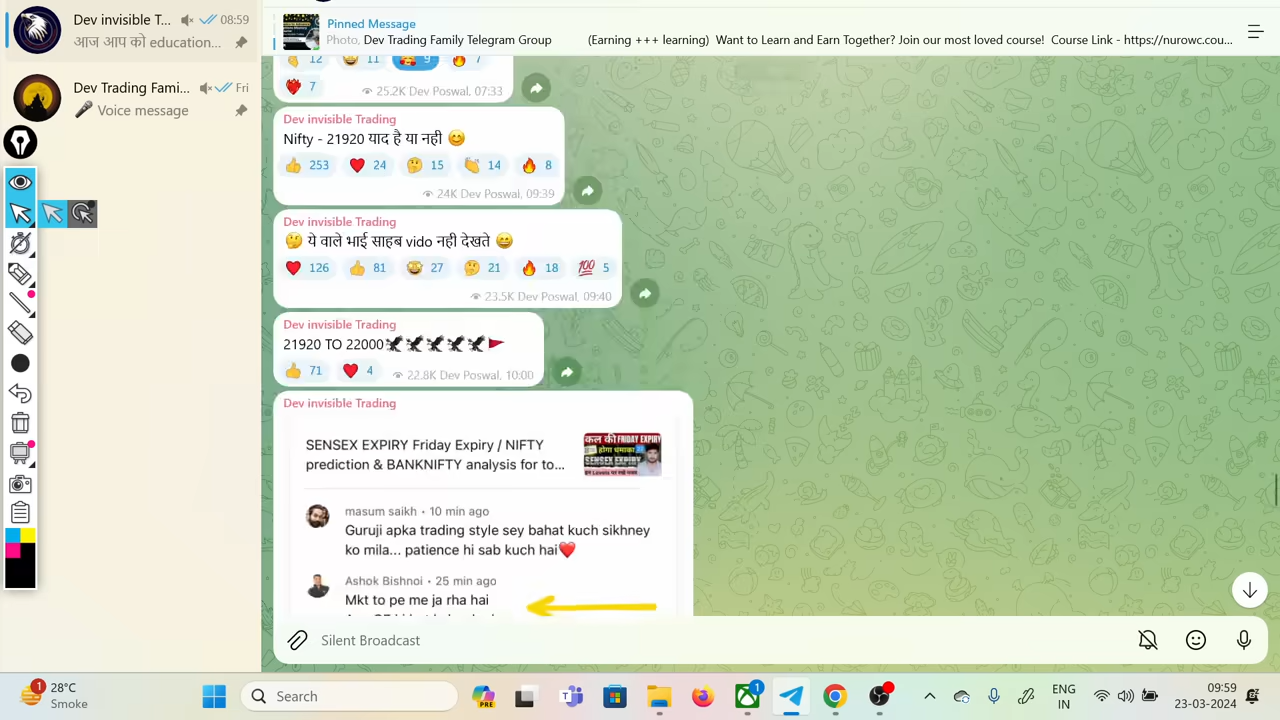 Dev invisible T... 08:59
आज आप को education...
Dev Trading Fami... Fri
🎤 Voice message
Pinned Message
Photo, Dev Trading Family Telegram Group (Earning +++ learning) Want to Learn and Earn Together? Join our most lowest course! Course Link - https://nurowc.cou...
12 11 9 7
7
25.2K Dev Poswal, 07:33
Dev invisible Trading
Nifty - 21920 याद है या नही 😊
👍 253 ❤️ 24 🤔 15 👏 14 🔥 8
24K Dev Poswal, 09:39
Dev invisible Trading
🤔 ये वाले भाई साहब vido नही देखते 😁
❤️ 126 👍 81 27 🤔 21 🔥 18 💯 5
23.5K Dev Poswal, 09:40
Dev invisible Trading
21920 TO 22000🦅🦅🦅🦅🦅🚩
👍 71 ❤️ 4 22.8K Dev Poswal, 10:00
Dev invisible Trading
SENSEX EXPIRY Friday Expiry / NIFTY
prediction & BANKNIFTY analysis for to...
कल की FRIDAY EXPIRY
होगा धमाका
SENSEX EXPIRY
masum saikh • 10 min ago
Guruji apka trading style sey bahat kuch sikhney
ko mila... patience hi sab kuch hai❤️
Ashok Bishnoi • 25 min ago
Mkt to pe me ja rha hai
Silent Broadcast
1
28°C
Smoke
Search
PRE
1
ENG
IN
09:59
23-03-2024